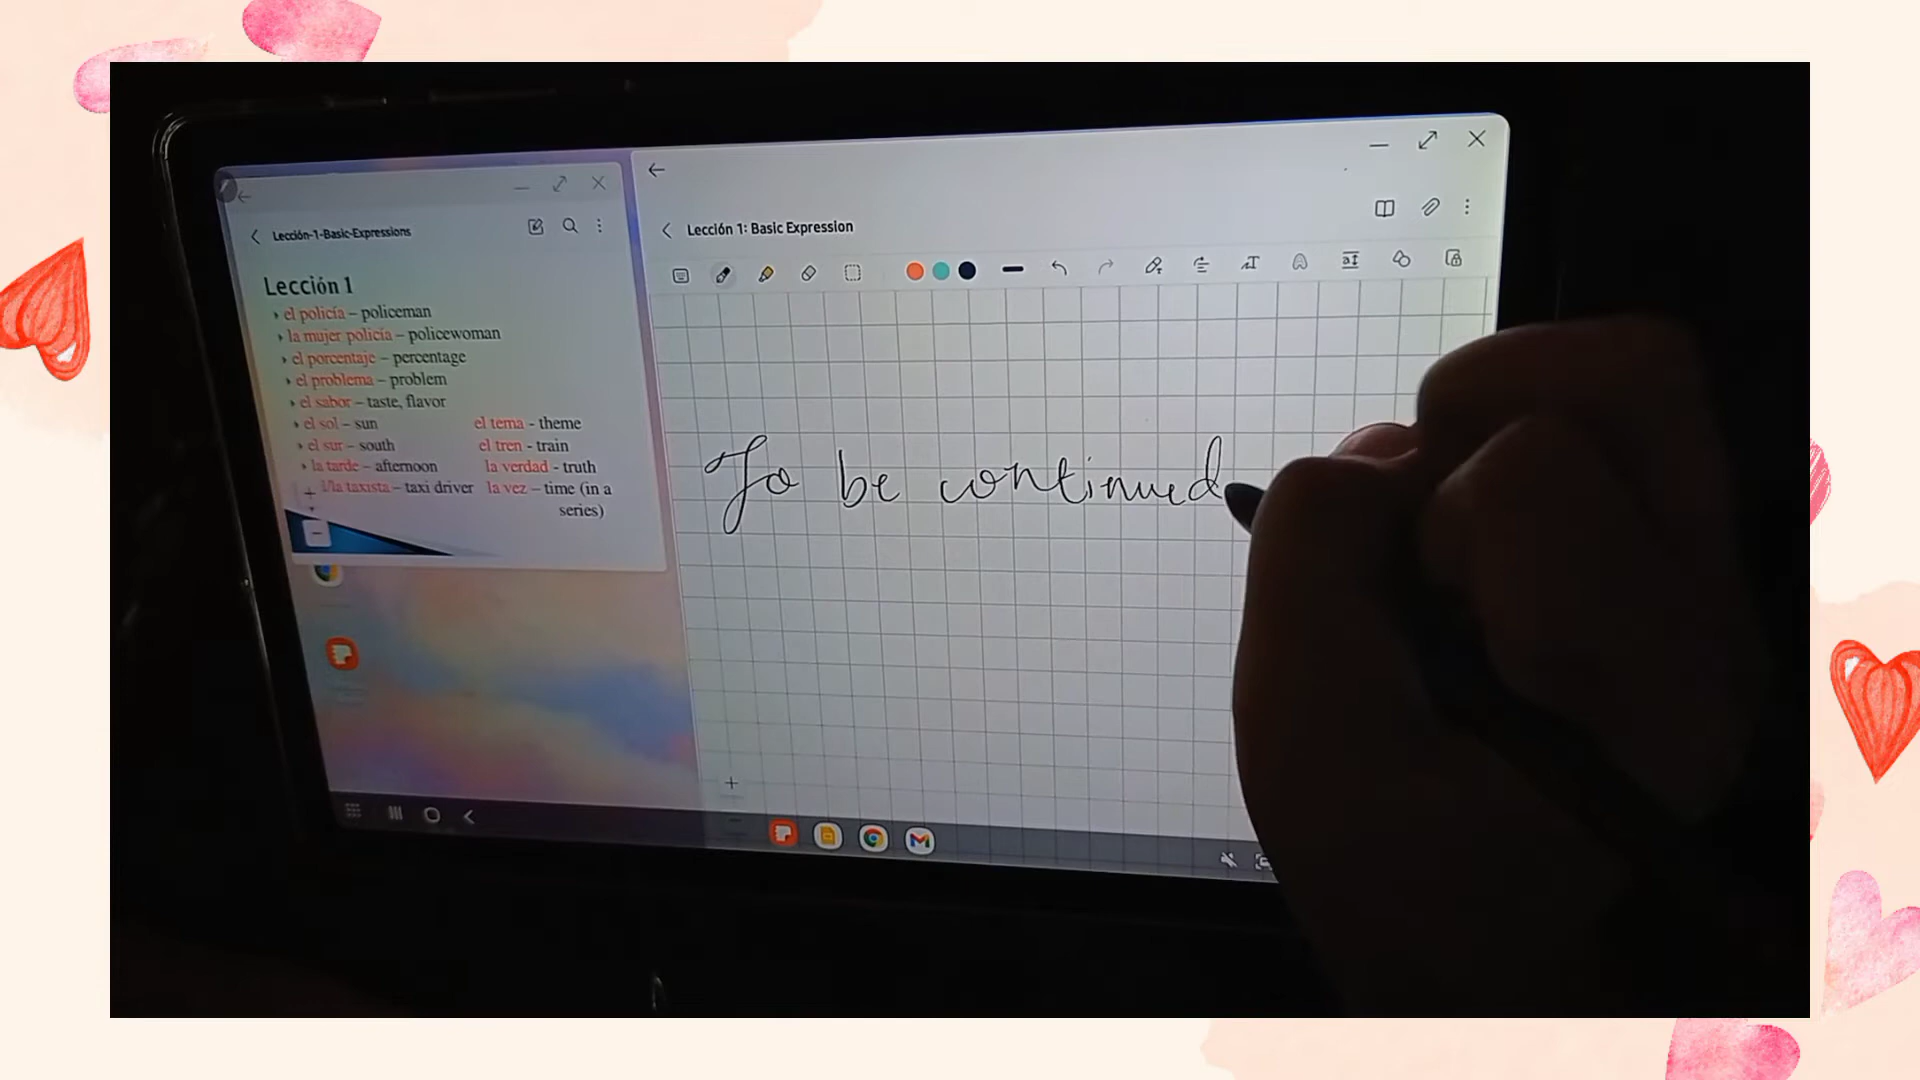 Lección-1-Basic-Expressions
Lección 1
el policía – policeman
la mujer policía – policewoman
el porcentaje – percentage
el problema – problem
el sabor – taste, flavor
el sol – sun
el sur – south
la tarde – afternoon
el/la taxista – taxi driver
el tema - theme
el tren - train
la verdad - truth
la vez – time (in a
series)
Lección 1: Basic Expression
To be continued